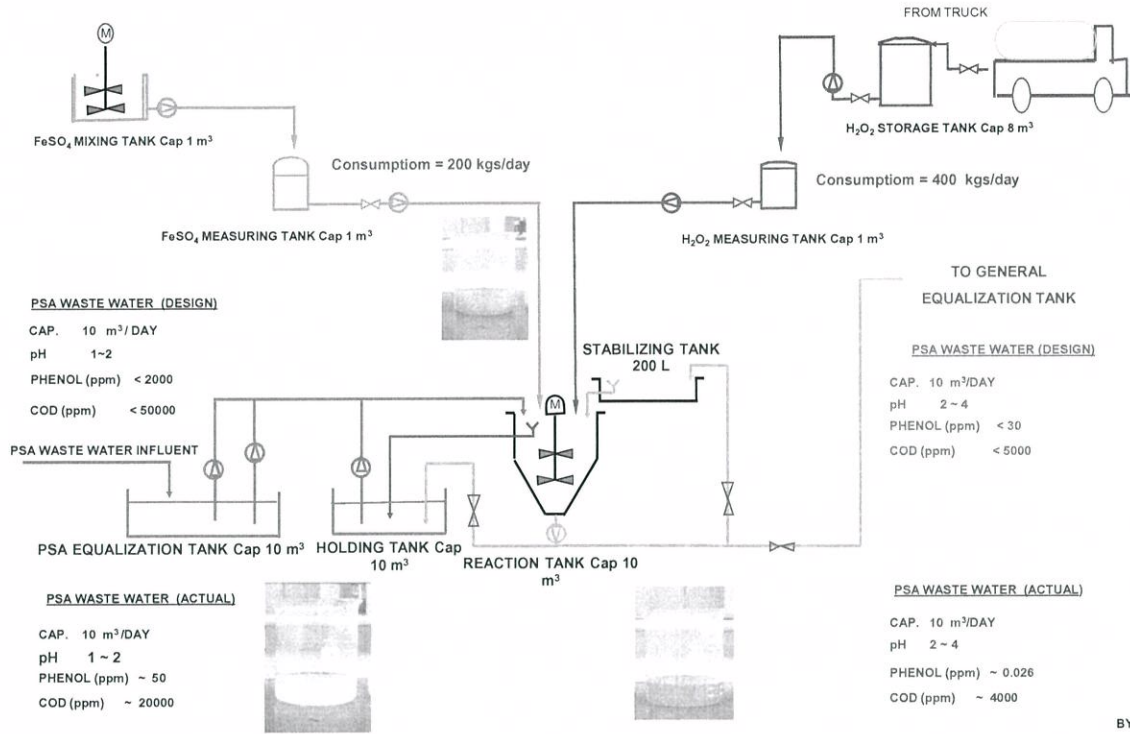 FROM TRUCK
M
FeSO₄ MIXING TANK Cap 1 m³
H₂O₂ STORAGE TANK Cap 8 m³
Consumptiom = 200 kgs/day
Consumptiom = 400 kgs/day
FeSO₄ MEASURING TANK Cap 1 m³
H₂O₂ MEASURING TANK Cap 1 m³
TO GENERAL
EQUALIZATION TANK
PSA WASTE WATER (DESIGN)
CAP. 10 m³/ DAY
pH 1~2
PHENOL (ppm) < 2000
COD (ppm) < 50000
STABILIZING TANK
200 L
M
PSA WASTE WATER (DESIGN)
CAP. 10 m³/DAY
pH 2 ~ 4
PHENOL (ppm) < 30
COD (ppm) < 5000
PSA WASTE WATER INFLUENT
PSA EQUALIZATION TANK Cap 10 m³
HOLDING TANK Cap
10 m³
REACTION TANK Cap 10
m³
PSA WASTE WATER (ACTUAL)
CAP. 10 m³/DAY
pH 1 ~ 2
PHENOL (ppm) ~ 50
COD (ppm) ~ 20000
PSA WASTE WATER (ACTUAL)
CAP. 10 m³/DAY
pH 2 ~ 4
PHENOL (ppm) ~ 0.026
COD (ppm) ~ 4000
BY